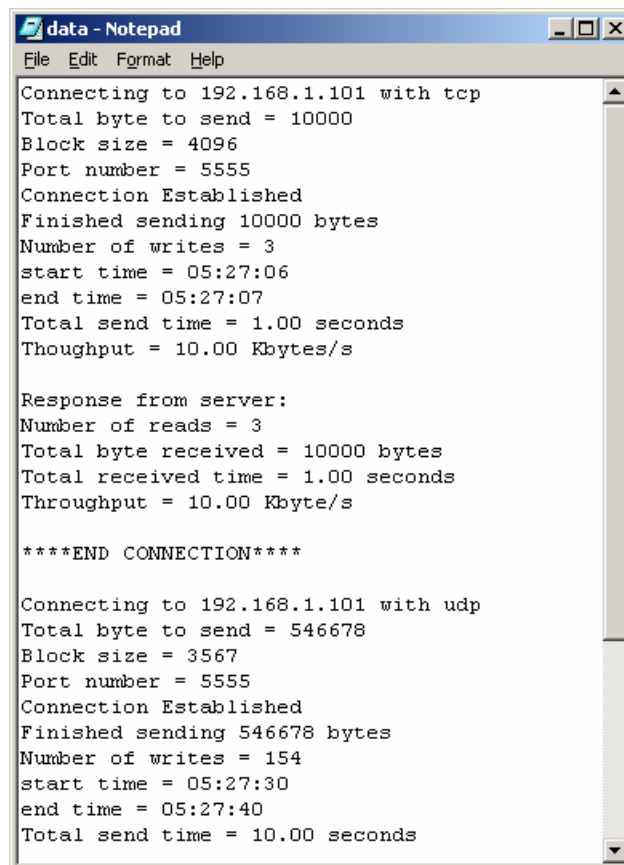 data - Notepad
File Edit Format Help
Connecting to 192.168.1.101 with tcp
Total byte to send = 10000
Block size = 4096
Port number = 5555
Connection Established
Finished sending 10000 bytes
Number of writes = 3
start time = 05:27:06
end time = 05:27:07
Total send time = 1.00 seconds
Thoughput = 10.00 Kbytes/s
Response from server:
Number of reads = 3
Total byte received = 10000 bytes
Total received time = 1.00 seconds
Throughput = 10.00 Kbyte/s
****END CONNECTION****
Connecting to 192.168.1.101 with udp
Total byte to send = 546678
Block size = 3567
Port number = 5555
Connection Established
Finished sending 546678 bytes
Number of writes = 154
start time = 05:27:30
end time = 05:27:40
Total send time = 10.00 seconds